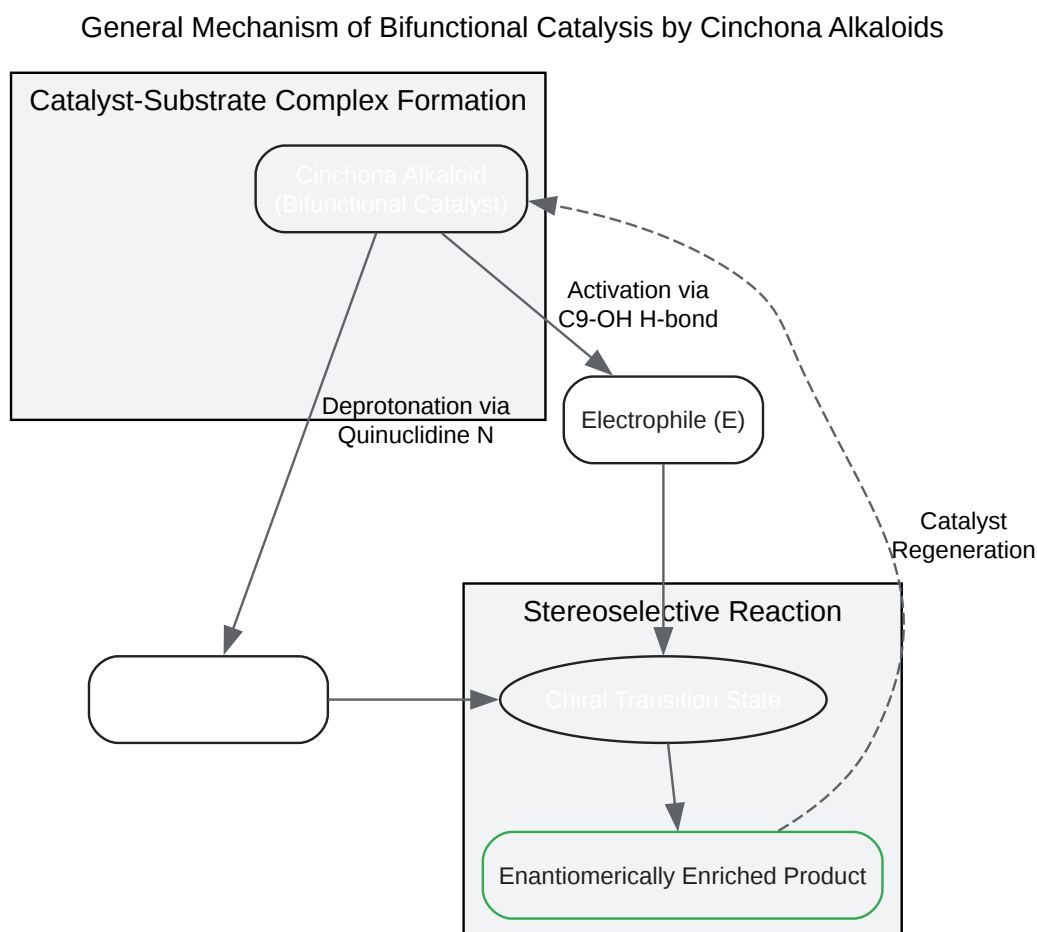 General Mechanism of Bifunctional Catalysis by Cinchona Alkaloids
Catalyst-Substrate Complex Formation
Cinchona Alkaloid
(Bifunctional Catalyst)
Activation via
C9-OH H-bond
Deprotonation via
Quinuclidine N
Electrophile (E)
Catalyst
Regeneration
Stereoselective Reaction
Chiral Transition State
Enantiomerically Enriched Product